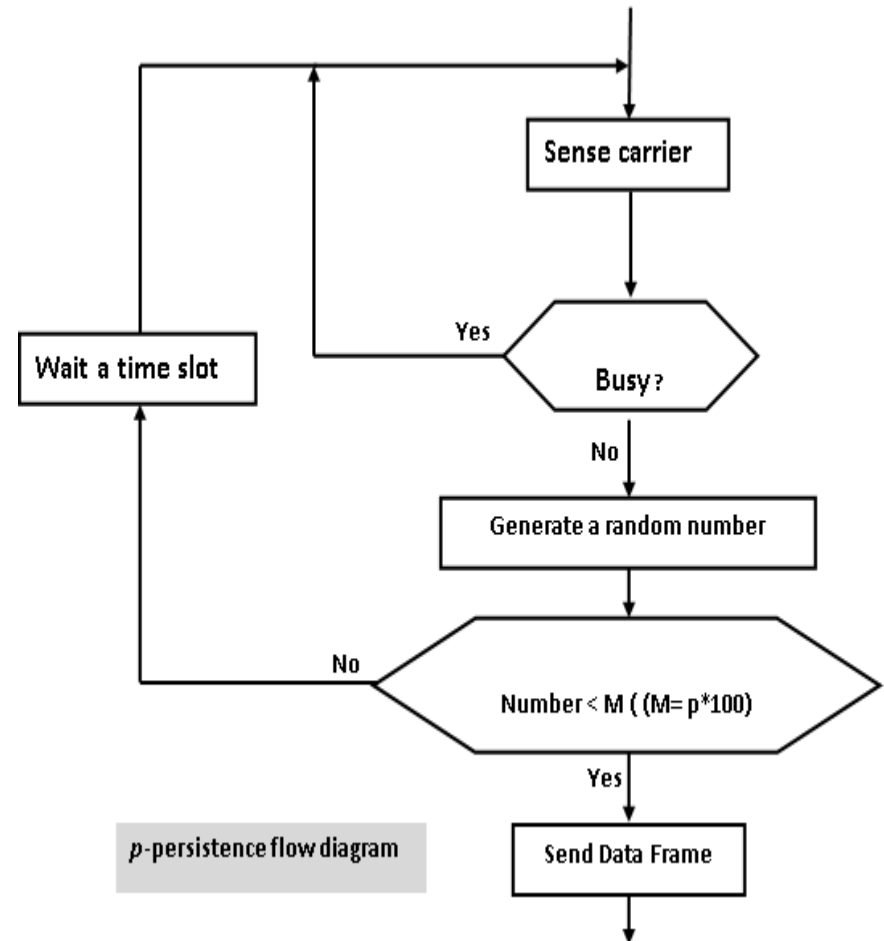 Sense carrier
Yes
Wait a time slot
Busy ?
No
Generate a random number
No
Number < M ( (M= p*100)
Yes
p-persistence flow diagram
Send Data Frame